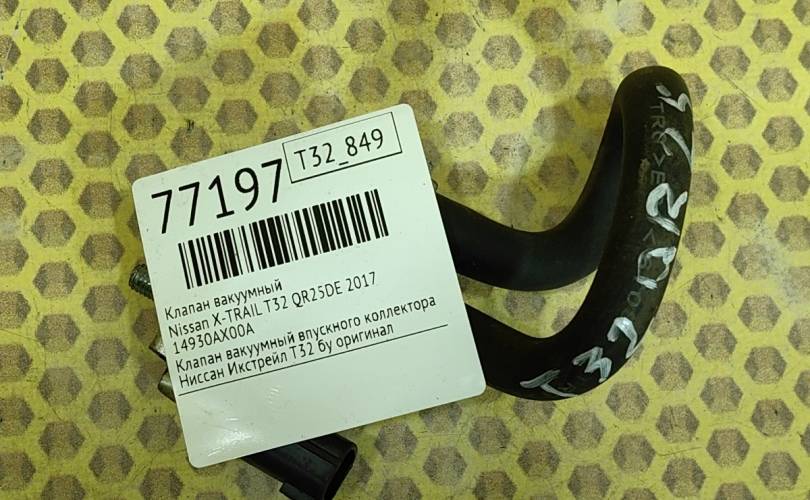 77197
T32_849
Клапан вакуумный
Nissan X-TRAIL T32 QR25DE 2017
14930AX00A
Клапан вакуумный впускного коллектора
Ниссан Икстрейл Т32 бу оригинал